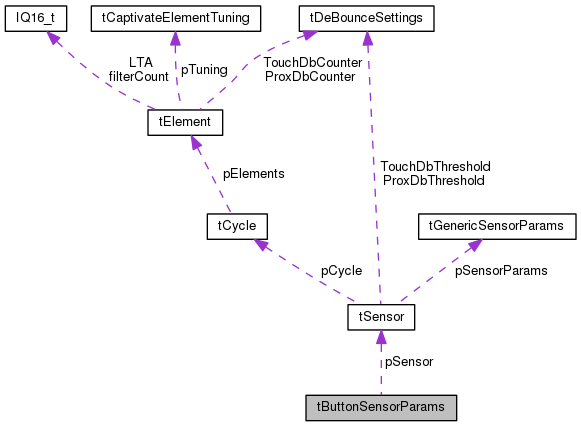 IQ16_t
tCaptivateElementTuning
tDeBounceSettings
LTA
filterCount
pTuning
TouchDbCounter
ProxDbCounter
tElement
pElements
TouchDbThreshold
ProxDbThreshold
tCycle
tGenericSensorParams
pCycle
pSensorParams
tSensor
pSensor
tButtonSensorParams